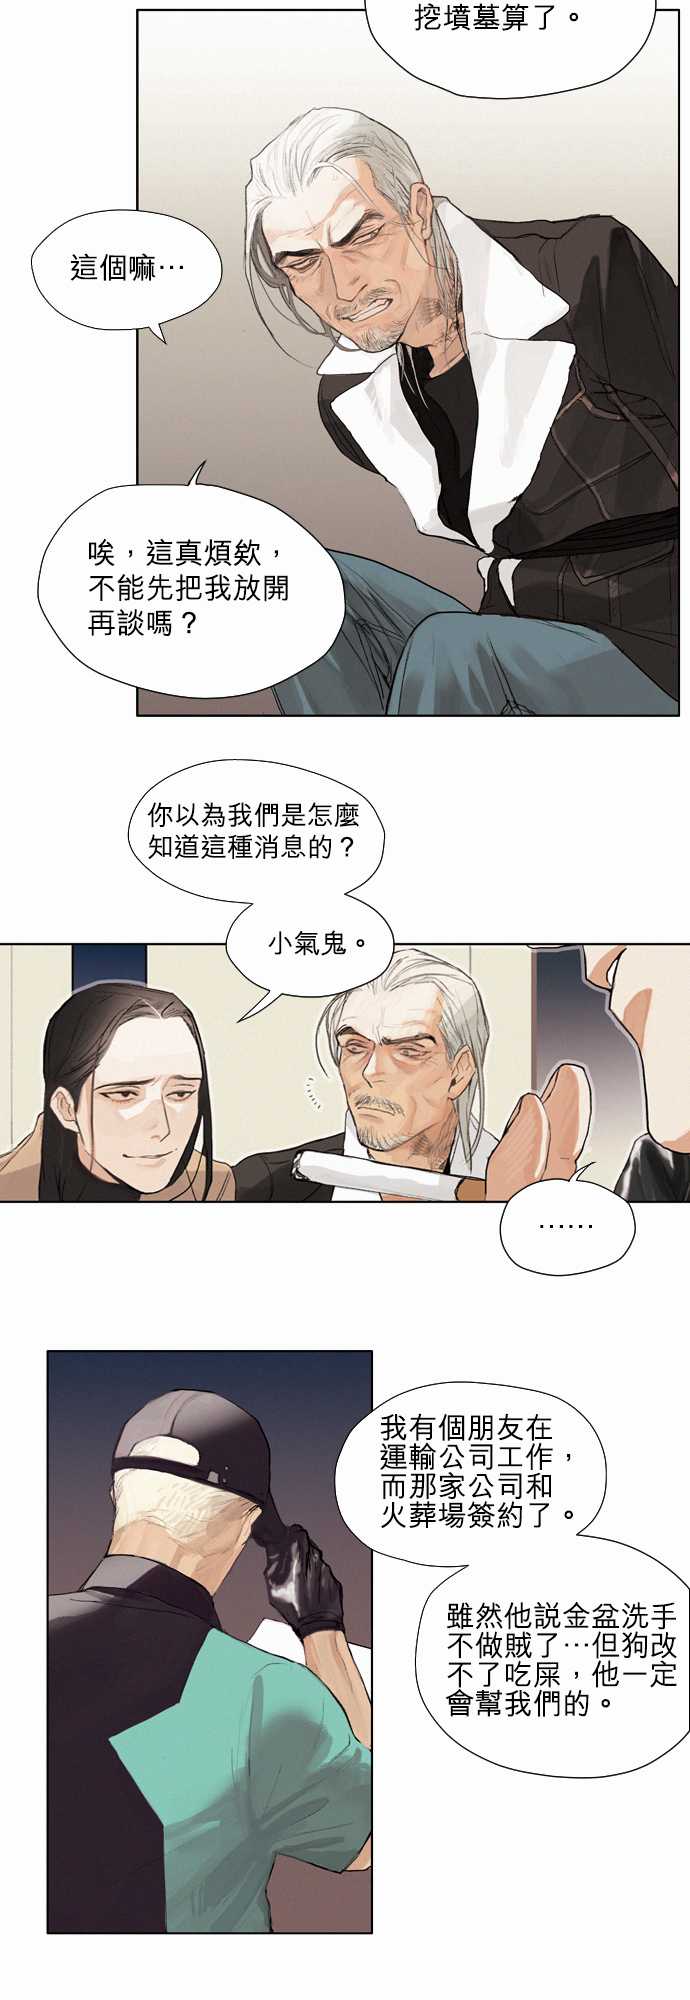 挖墳墓算了。
這個嘛…
唉，這真煩欸，
不能先把我放開
再談嗎？
你以為我們是怎麼
知道這種消息的？
小氣鬼。
……
我有個朋友在
運輸公司工作，
而那家公司和
火葬場簽約了。
雖然他説金盆洗手
不做賊了…但狗改
不了吃屎，他一定
會幫我們的。